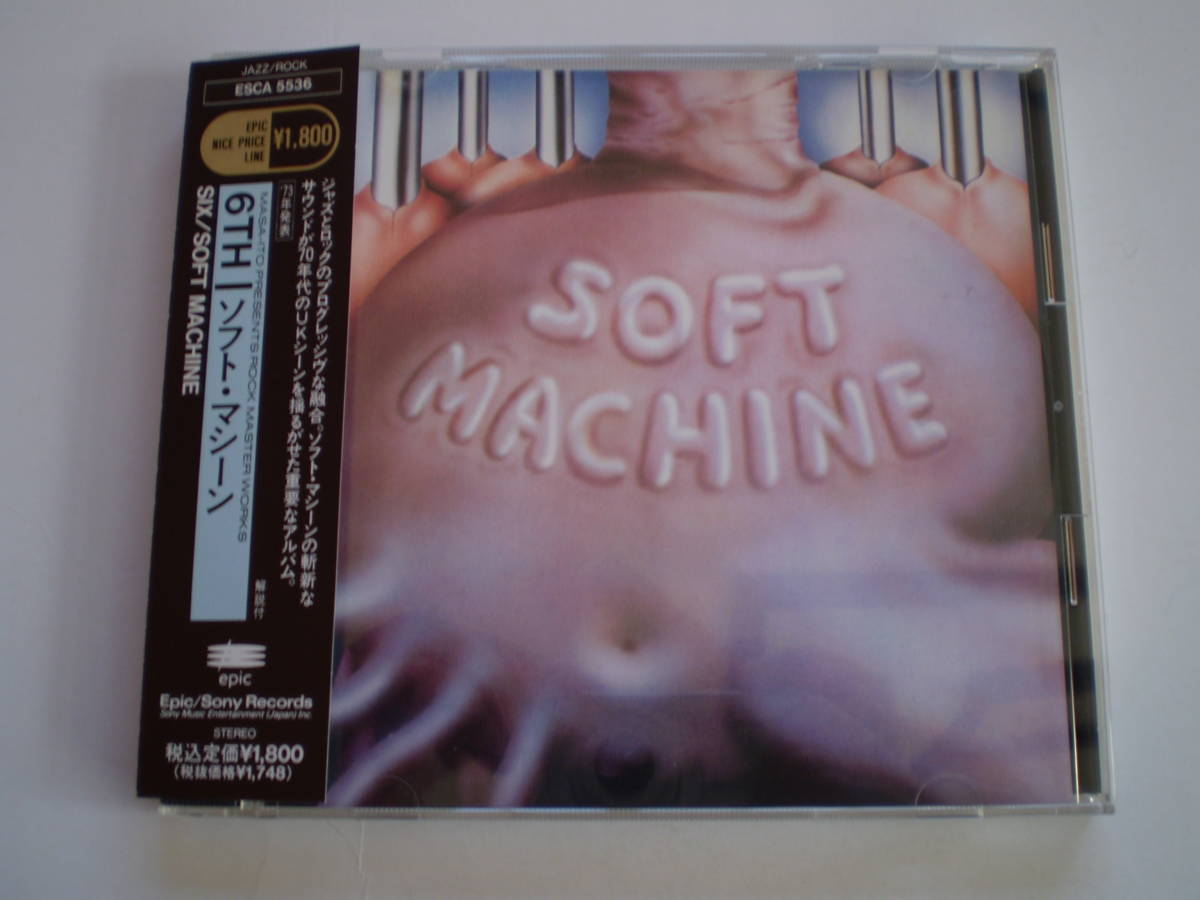 JAZZ/ROCK
ESCA 5536
EPIC
NICE PRICE
LINE
¥1,800
ジャズとロックのプログレッシヴな融合。ソフト・マシーンの斬新な
サウンドが70年代のUKシーンを揺るがせた重要なアルバム。
'73年発表
MASA-ITO PRESENTS ROCK MASTER WORKS
6TH/ソフト・マシーン
SIX/SOFT MACHINE
解説付
epic
Epic/Sony Records
Sony Music Entertainment (Japan) Inc.
STEREO
税込定価¥1,800
(税抜価格¥1,748)
SOFT
MACHINE